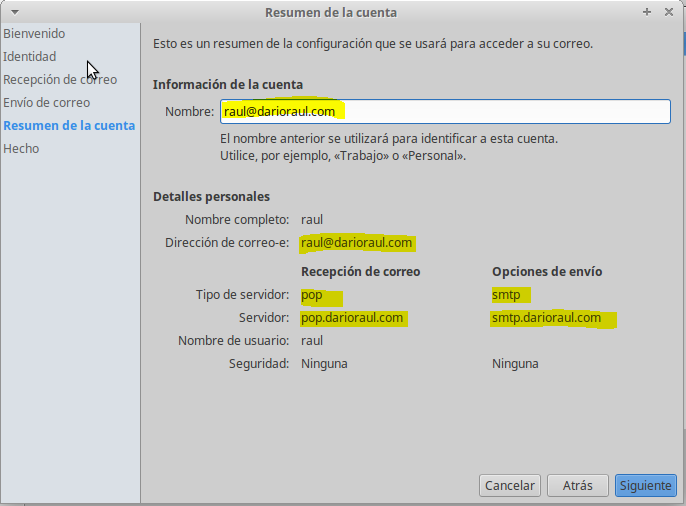 Resumen de la cuenta
Bienvenido
Identidad
Recepción de correo
Envío de correo
Resumen de la cuenta
Hecho
Esto es un resumen de la configuración que se usará para acceder a su correo.
Información de la cuenta
Nombre: raul@darioraul.com
El nombre anterior se utilizará para identificar a esta cuenta.
Utilice, por ejemplo, «Trabajo» o «Personal».
Detalles personales
Nombre completo: raul
Dirección de correo-e: raul@darioraul.com
Recepción de correo Opciones de envío
Tipo de servidor: pop smtp
Servidor: pop.darioraul.com smtp.darioraul.com
Nombre de usuario: raul
Seguridad: Ninguna Ninguna
Cancelar Atrás Siguiente